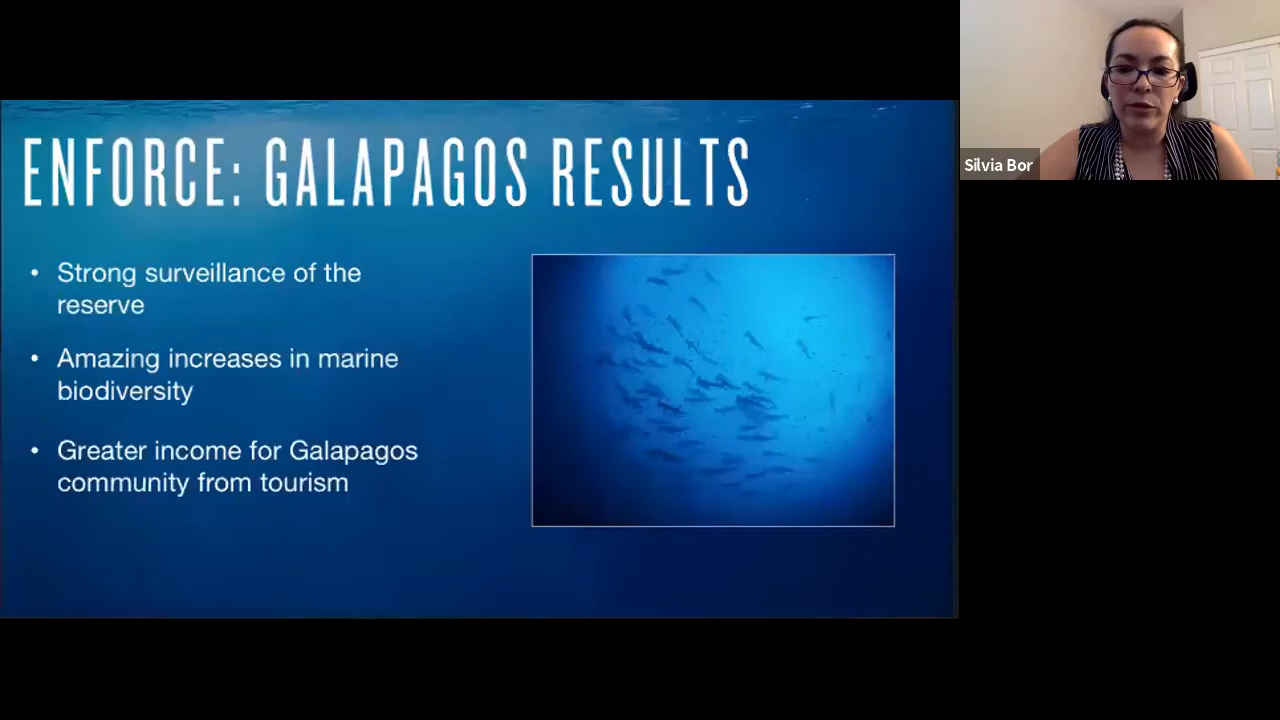 ENFORCE: GALAPAGOS RESULTS
• Strong surveillance of the
reserve
• Amazing increases in marine
biodiversity
• Greater income for Galapagos
community from tourism
Silvia Bor